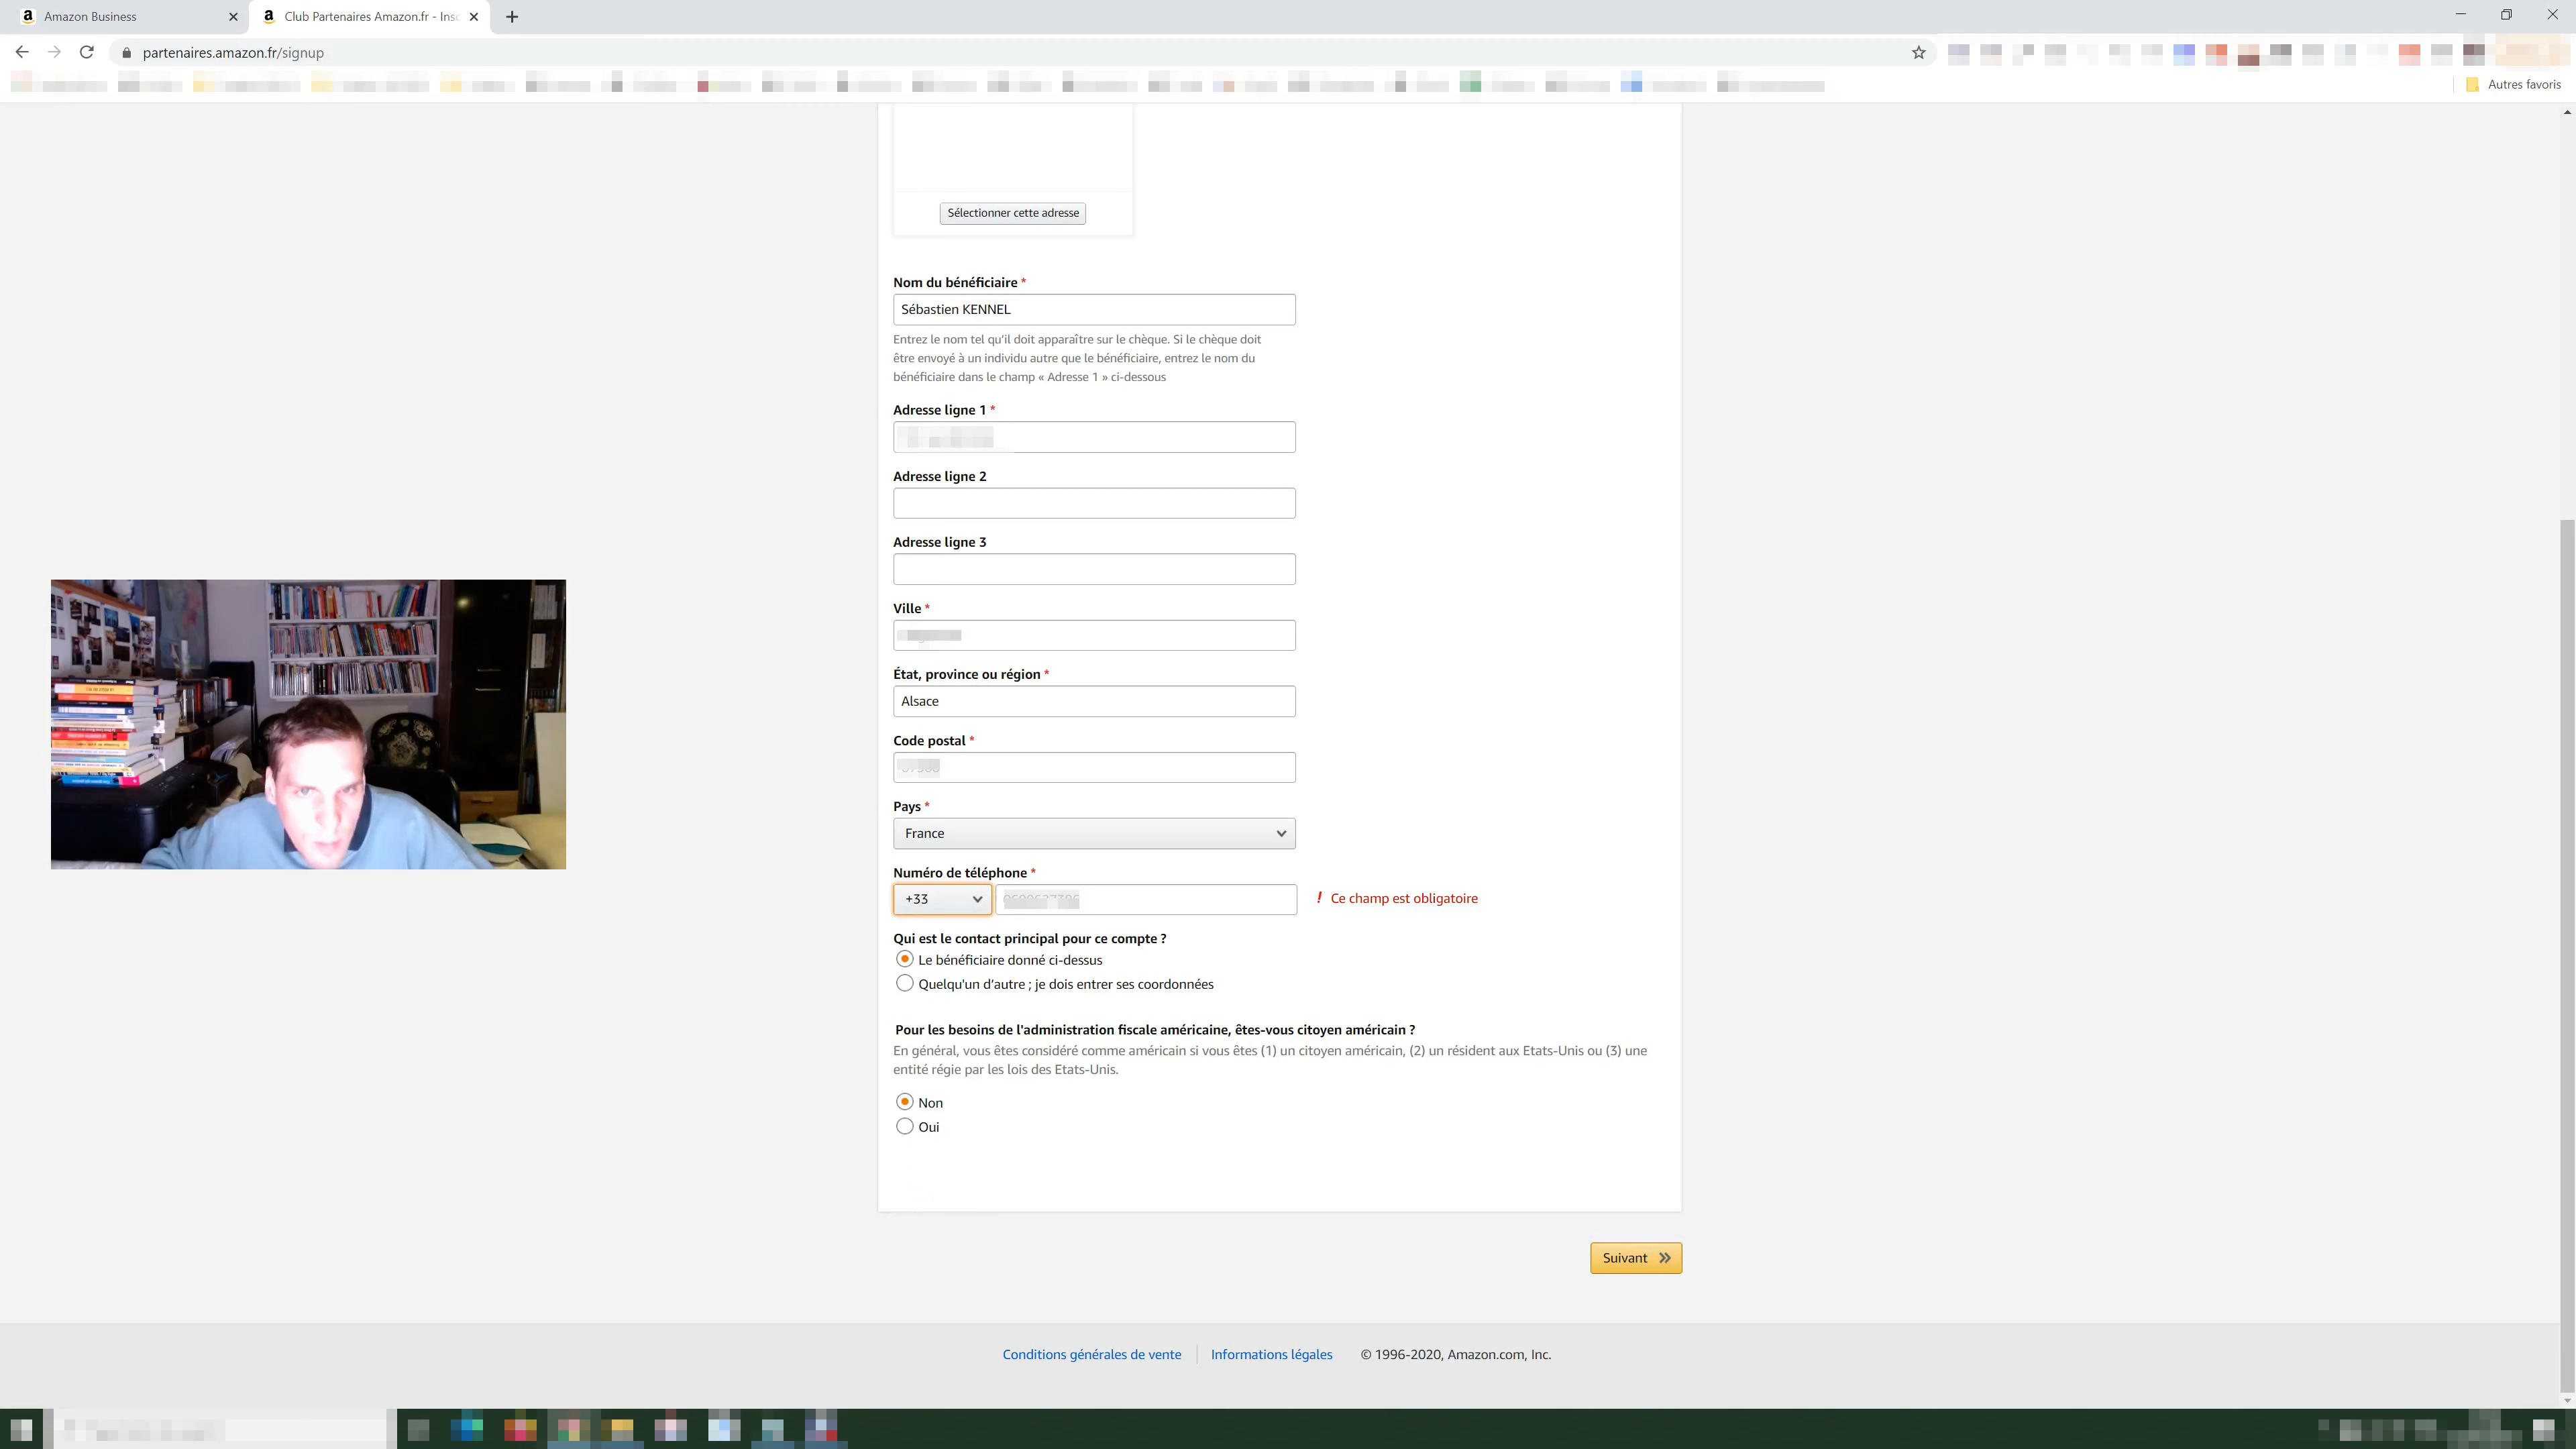 Amazon Business
Club Partenaires Amazon.fr - Insc
partenaires.amazon.fr/signup
Autres favoris
Sélectionner cette adresse
Nom du bénéficiaire *
Sébastien KENNEL
Entrez le nom tel qu'il doit apparaître sur le chèque. Si le chèque doit
être envoyé à un individu autre que le bénéficiaire, entrez le nom du
bénéficiaire dans le champ « Adresse 1 » ci-dessous
Adresse ligne 1 *
Adresse ligne 2
Adresse ligne 3
Ville *
État, province ou région *
Alsace
Code postal *
Pays *
France
Numéro de téléphone *
+33
! Ce champ est obligatoire
Qui est le contact principal pour ce compte ?
Le bénéficiaire donné ci-dessus
Quelqu'un d'autre ; je dois entrer ses coordonnées
Pour les besoins de l'administration fiscale américaine, êtes-vous citoyen américain ?
En général, vous êtes considéré comme américain si vous êtes (1) un citoyen américain, (2) un résident aux Etats-Unis ou (3) une
entité régie par les lois des Etats-Unis.
Non
Oui
Suivant »
Conditions générales de vente
Informations légales
© 1996-2020, Amazon.com, Inc.